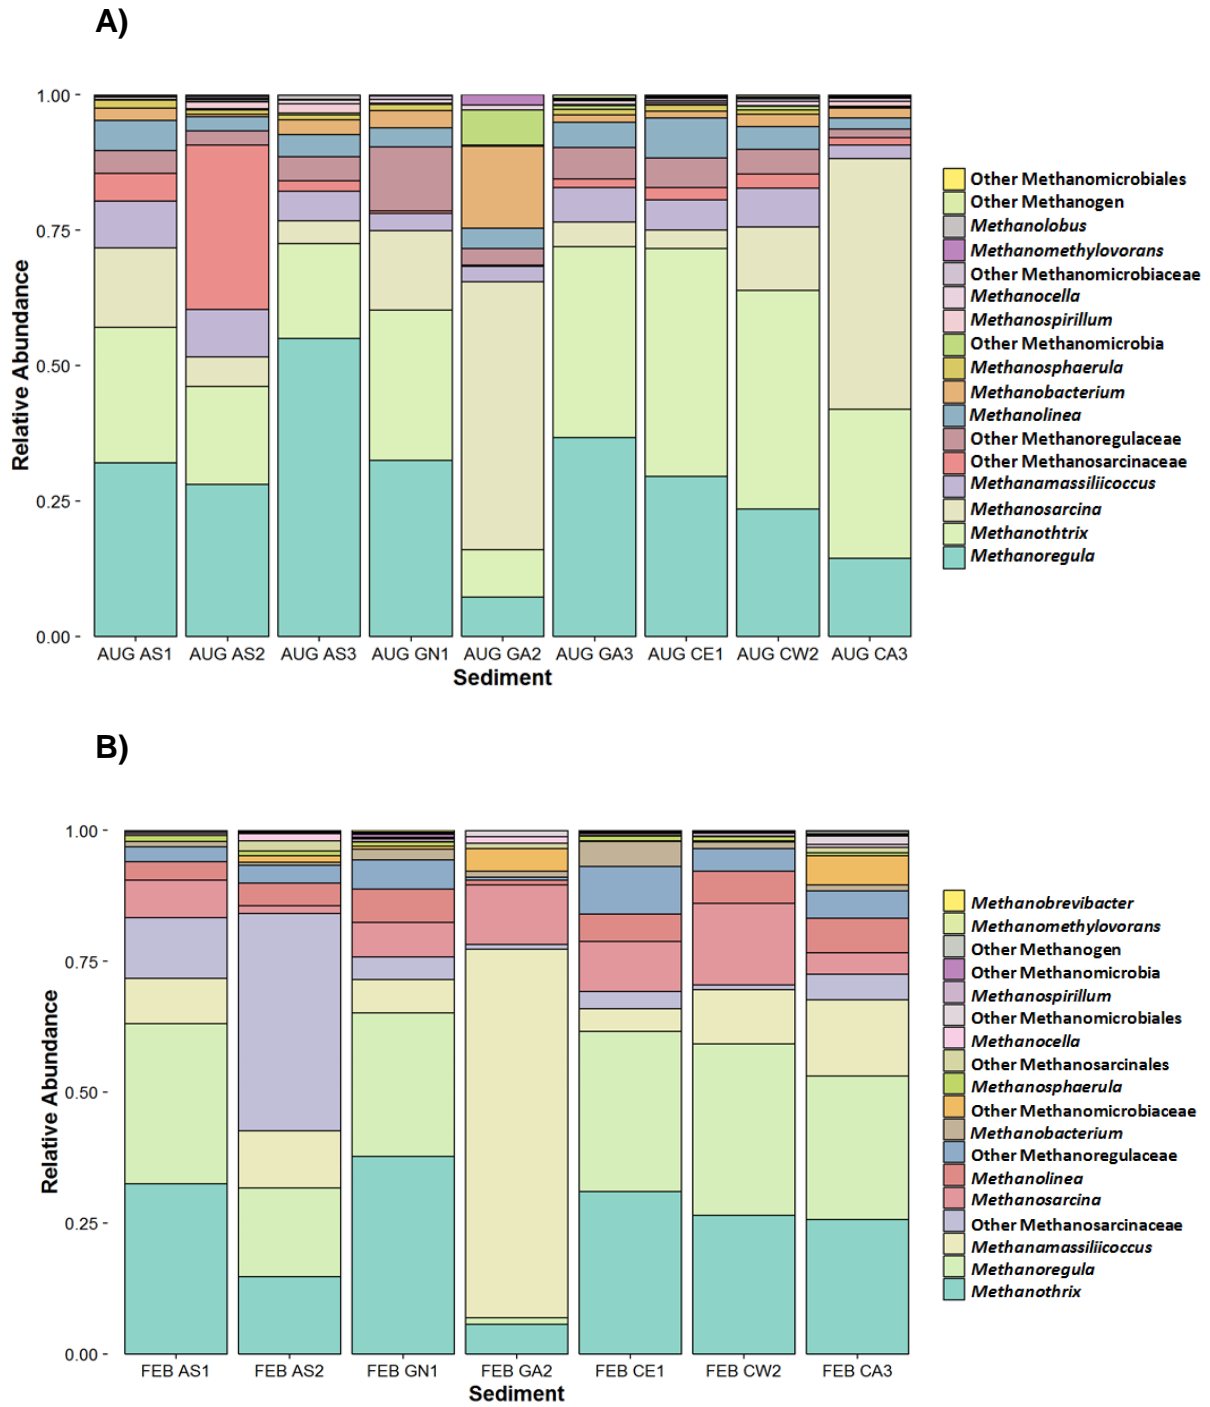 A)
1.00
0.75
0.50
0.25
0.00
Relative Abundance
AUG AS1
AUG AS2
AUG AS3
AUG GN1
AUG GA2
AUG GA3
AUG CE1
AUG CW2
AUG CA3
Sediment
Other Methanomicrobiales
Other Methanogen
Methanolobus
Methanomethylovorans
Other Methanomicrobiaceae
Methanocella
Methanospirillum
Other Methanomicrobia
Methanosphaerula
Methanobacterium
Methanolinea
Other Methanoregulaceae
Other Methanosarcinaceae
Methanamassiliicoccus
Methanosarcina
Methanothtrix
Methanoregula
B)
1.00
0.75
0.50
0.25
0.00
Relative Abundance
FEB AS1
FEB AS2
FEB GN1
FEB GA2
FEB CE1
FEB CW2
FEB CA3
Sediment
Methanobrevibacter
Methanomethylovorans
Other Methanogen
Other Methanomicrobia
Methanospirillum
Other Methanomicrobiales
Methanocella
Other Methanosarcinales
Methanosphaerula
Other Methanomicrobiaceae
Methanobacterium
Other Methanoregulaceae
Methanolinea
Methanosarcina
Other Methanosarcinaceae
Methanamassiliicoccus
Methanoregula
Methanothrix